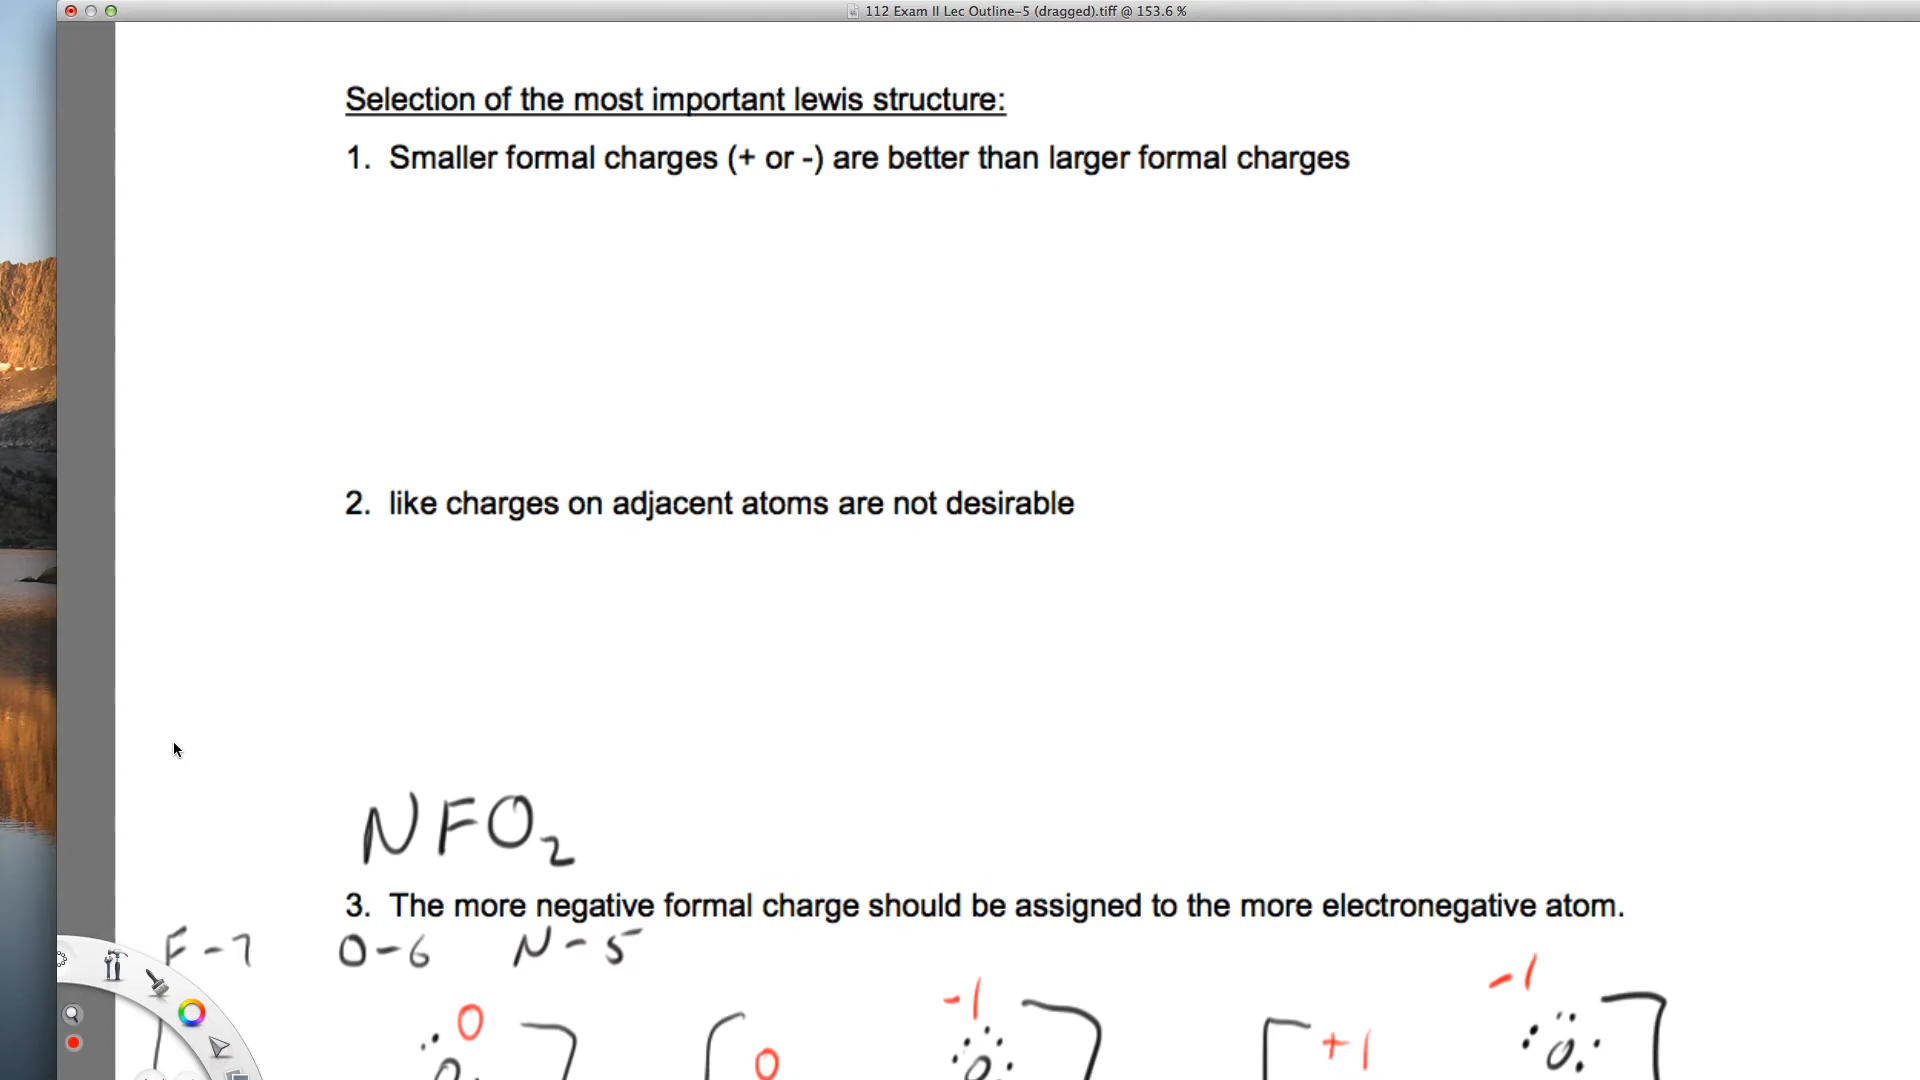 112 Exam II Lec Outline-5 (dragged).tiff @ 153.6 %
Selection of the most important lewis structure:
1. Smaller formal charges (+ or -) are better than larger formal charges
2. like charges on adjacent atoms are not desirable
NFO2
3. The more negative formal charge should be assigned to the more electronegative atom.
F-7 O-6 N-5
0 -1 -1
0 +1
O O O